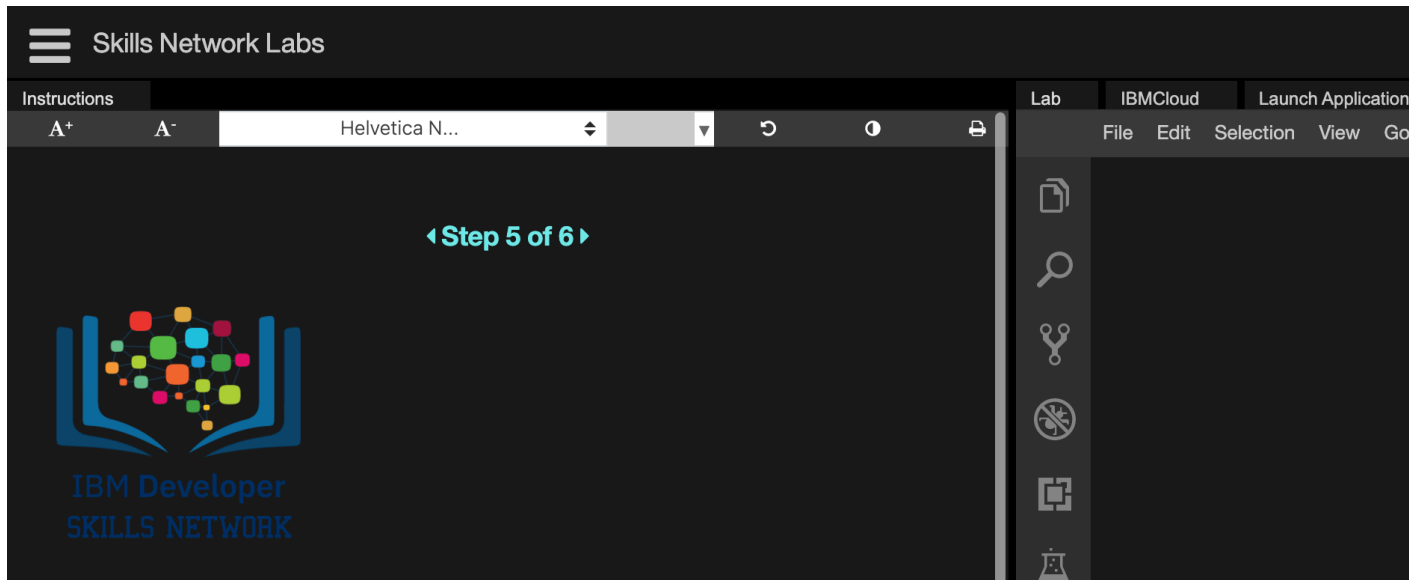 Skills Network Labs
Instructions
Lab
IBMCloud
Launch Application
A+ A- Helvetica N...
File Edit Selection View Go
Step 5 of 6
IBM Developer
SKILLS NETWORK